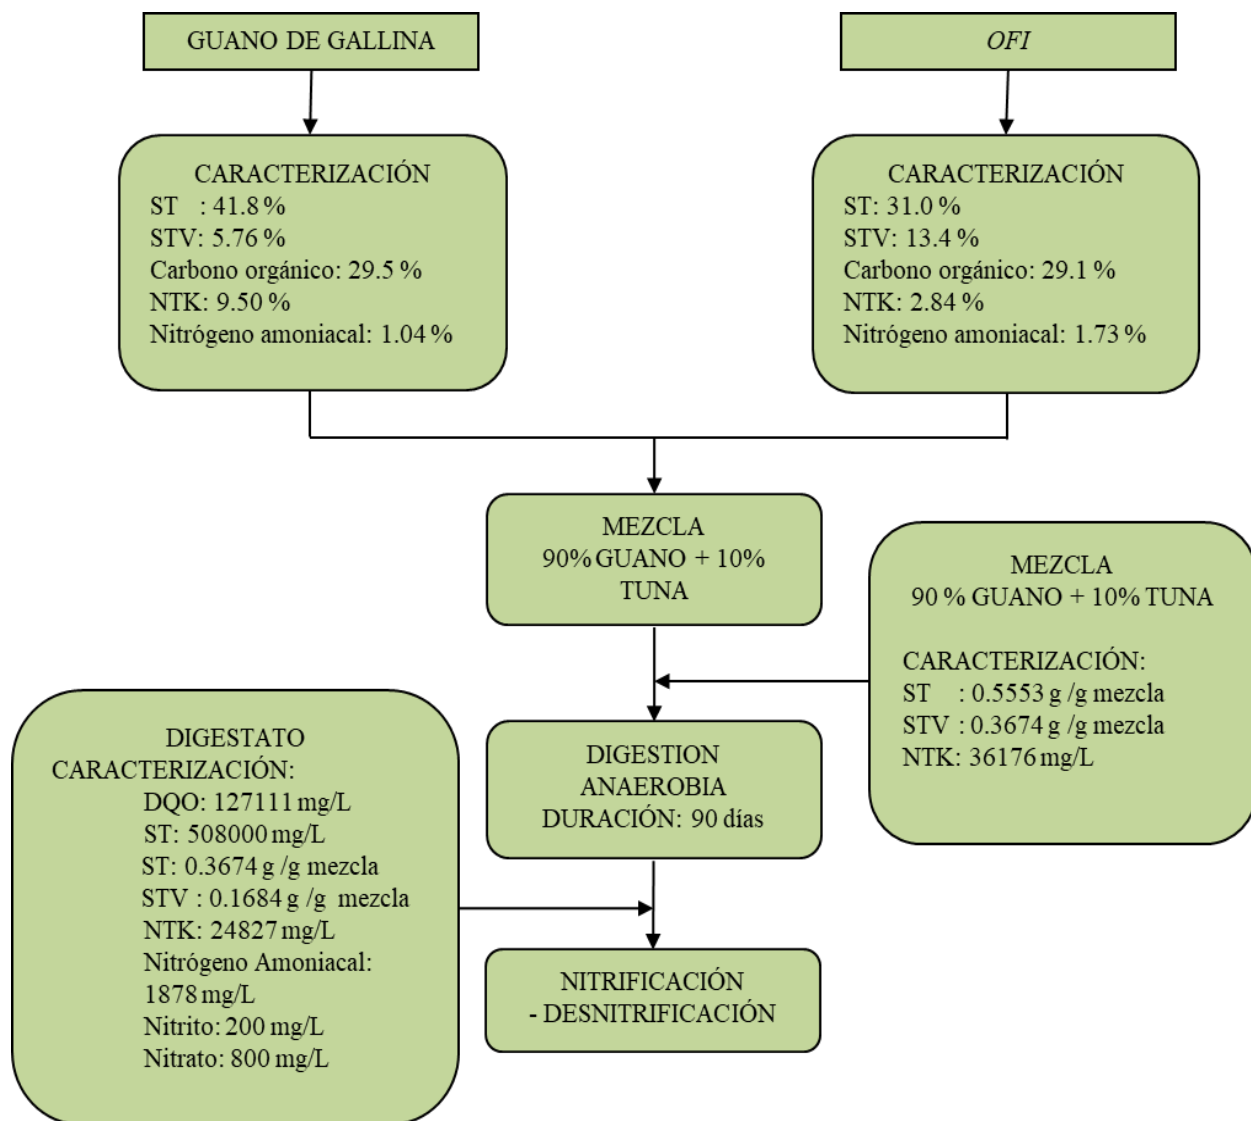 GUANO DE GALLINA
OFI
CARACTERIZACIÓN
ST : 41.8 %
STV: 5.76 %
Carbono orgánico: 29.5 %
NTK: 9.50 %
Nitrógeno amoniacal: 1.04 %
CARACTERIZACIÓN
ST: 31.0 %
STV: 13.4 %
Carbono orgánico: 29.1 %
NTK: 2.84 %
Nitrógeno amoniacal: 1.73 %
MEZCLA
90% GUANO + 10%
TUNA
MEZCLA
90 % GUANO + 10% TUNA
CARACTERIZACIÓN:
ST : 0.5553 g /g mezcla
STV : 0.3674 g /g mezcla
NTK: 36176 mg/L
DIGESTION
ANAEROBIA
DURACIÓN: 90 días
DIGESTATO
CARACTERIZACIÓN:
DQO: 127111 mg/L
ST: 508000 mg/L
ST: 0.3674 g /g mezcla
STV : 0.1684 g /g mezcla
NTK: 24827 mg/L
Nitrógeno Amoniacal:
1878 mg/L
Nitrito: 200 mg/L
Nitrato: 800 mg/L
NITRIFICACIÓN
- DESNITRIFICACIÓN